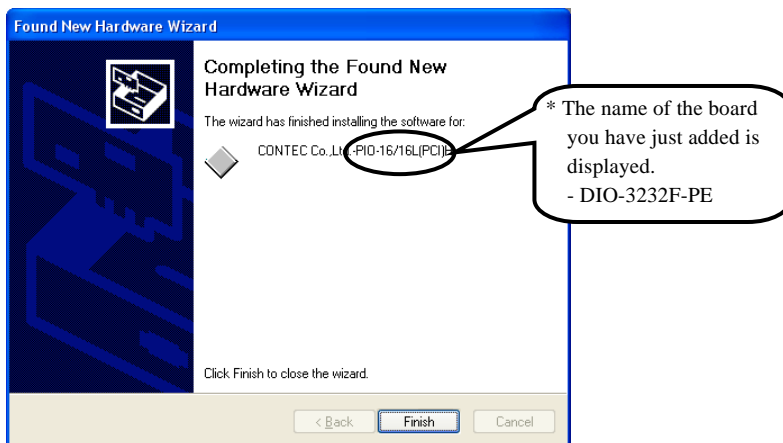 Found New Hardware Wizard
Completing the Found New
Hardware Wizard
The wizard has finished installing the software for:
CONTEC Co.,Lt .-PIO-16/16L(PCI)H
* The name of the board
you have just added is
displayed.
- DIO-3232F-PE
Click Finish to close the wizard.
< Back
Finish
Cancel